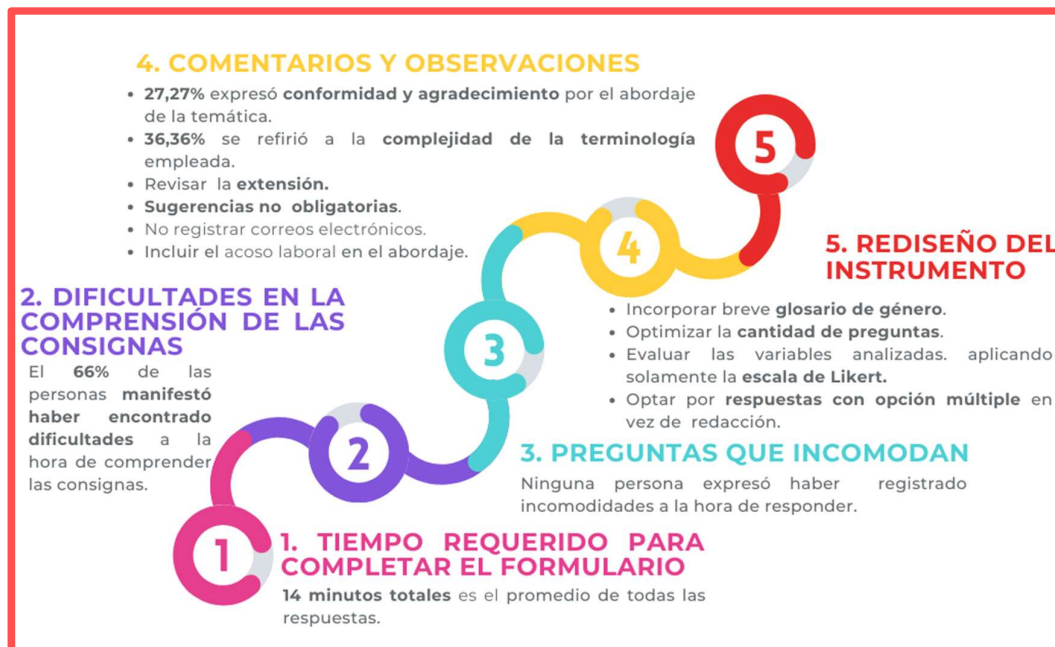 4. COMENTARIOS Y OBSERVACIONES
• 27,27% expresó conformidad y agradecimiento por el abordaje
de la temática.
• 36,36% se refirió a la complejidad de la terminología
empleada.
• Revisar la extensión.
• Sugerencias no obligatorias.
• No registrar correos electrónicos.
• Incluir el acoso laboral en el abordaje.
5
4
5. REDISEÑO DEL
INSTRUMENTO
• Incorporar breve glosario de género.
• Optimizar la cantidad de preguntas.
• Evaluar las variables analizadas. aplicando
solamente la escala de Likert.
• Optar por respuestas con opción múltiple en
vez de redacción.
2. DIFICULTADES EN LA
COMPRENSIÓN DE LAS
CONSIGNAS
El 66% de las
personas manifestó
haber encontrado
dificultades a la
hora de comprender
las consignas.
3
2
3. PREGUNTAS QUE INCOMODAN
Ninguna persona expresó haber registrado
incomodidades a la hora de responder.
1
1. TIEMPO REQUERIDO PARA
COMPLETAR EL FORMULARIO
14 minutos totales es el promedio de todas las
respuestas.